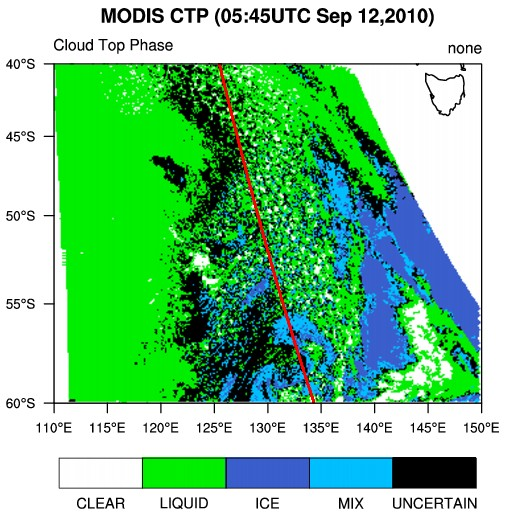 MODIS CTP (05:45UTC Sep 12,2010)
Cloud Top Phase none
40°S
45°S
50°S
55°S
60°S
110°E 115°E 120°E 125°E 130°E 135°E 140°E 145°E 150°E
CLEAR LIQUID ICE MIX UNCERTAIN